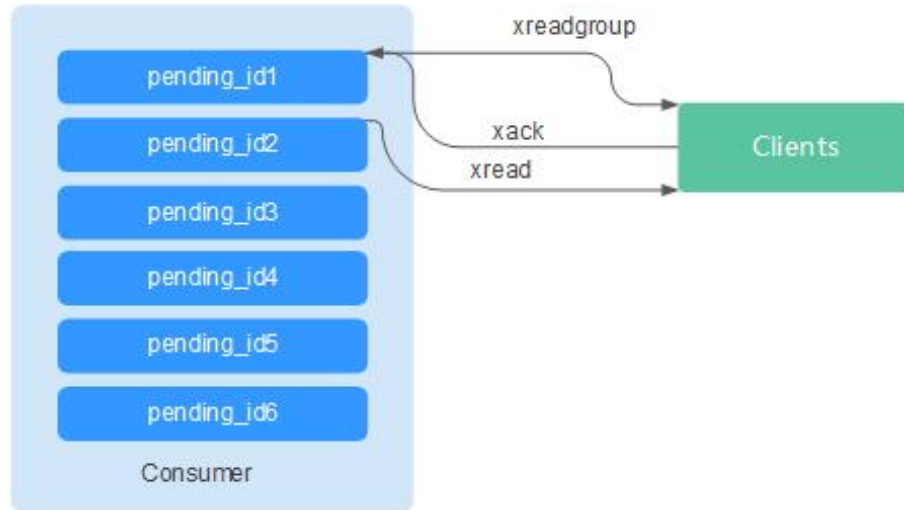 xreadgroup
pending_id1
xack
Clients
pending_id2
xread
pending_id3
pending_id4
pending_id5
pending_id6
Consumer